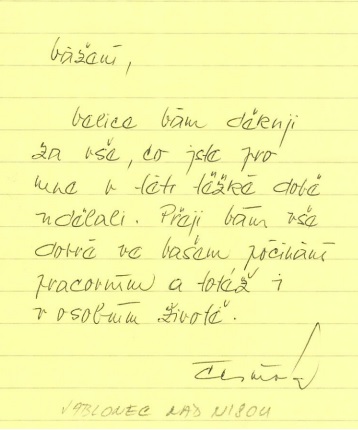 Vážení,
velice Vám děkuji
za vše, co jste pro
mne v této těžké době
udělali. Přeji Vám vše
dobré ve Vašem počínání
pracovním a totéž i
v osobním životě.
JABLONEC NAD NISOU